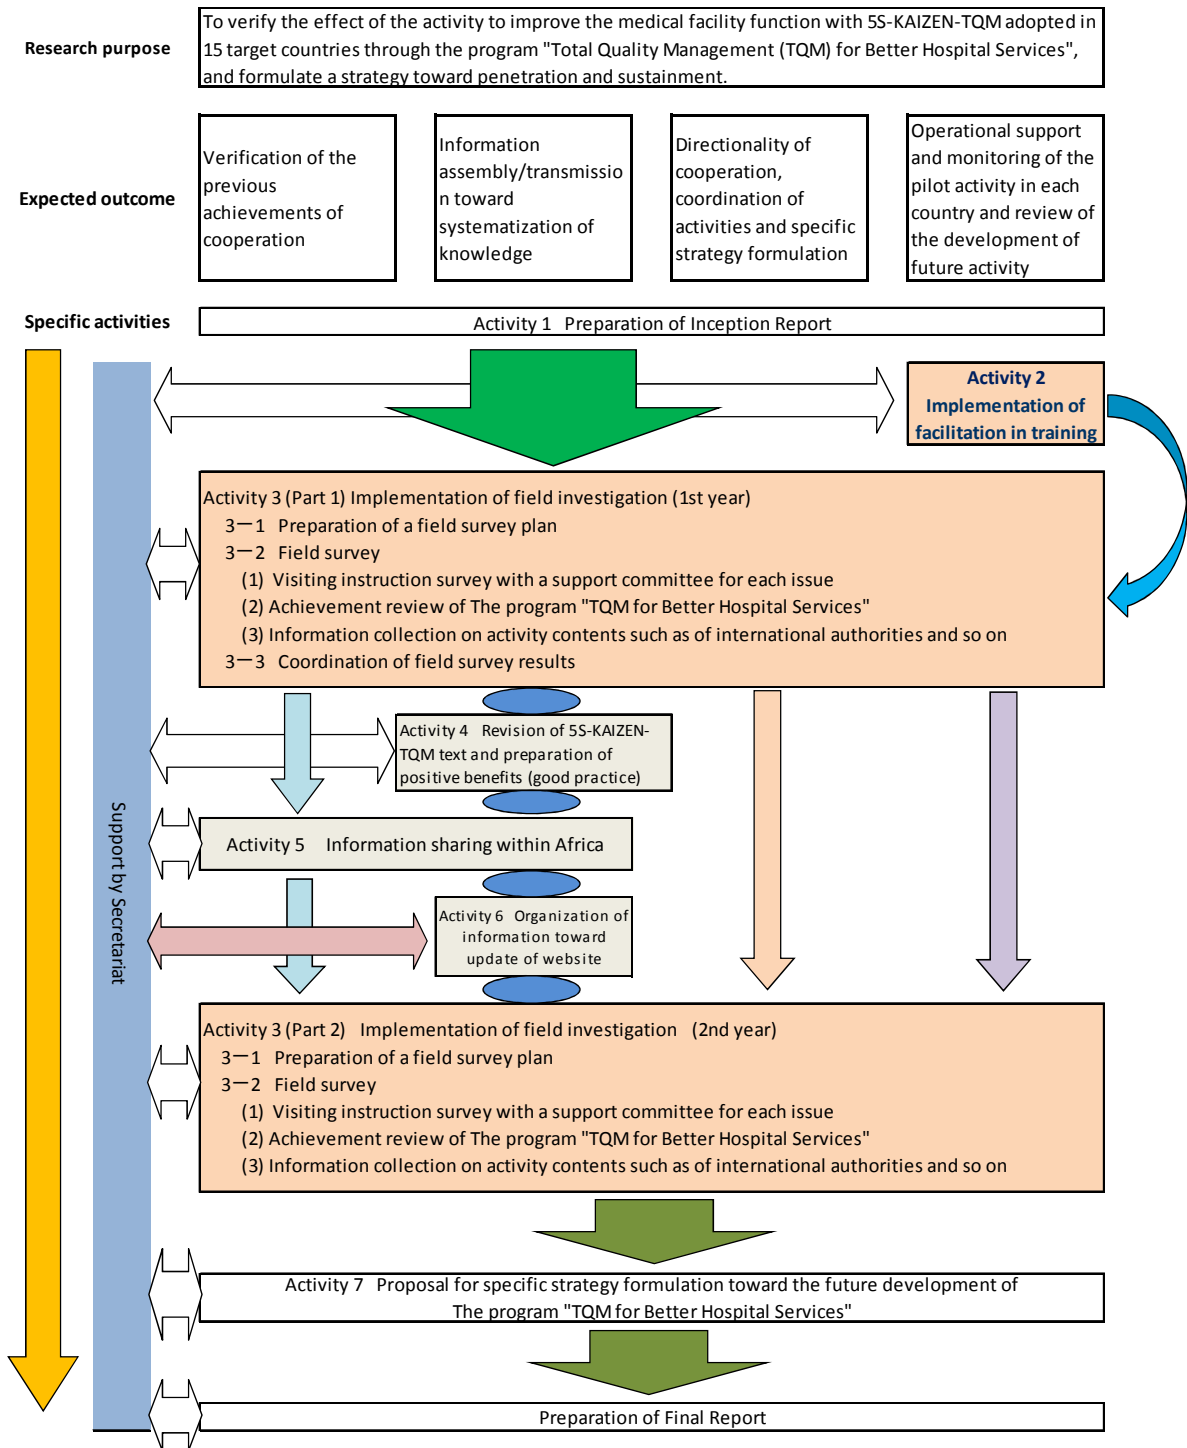 Research purpose
To verify the effect of the activity to improve the medical facility function with 5S-KAIZEN-TQM adopted in
15 target countries through the program "Total Quality Management (TQM) for Better Hospital Services",
and formulate a strategy toward penetration and sustainment.
Expected outcome
Verification of the
previous
achievements of
cooperation
Information
assembly/transmissio
n toward
systematization of
knowledge
Directionality of
cooperation,
coordination of
activities and specific
strategy formulation
Operational support
and monitoring of the
pilot activity in each
country and review of
the development of
future activity
Specific activities
Activity 1 Preparation of Inception Report
Activity 2
Implementation of
facilitation in training
Activity 3 (Part 1) Implementation of field investigation (1st year)
3－1 Preparation of a field survey plan
3－2 Field survey
(1) Visiting instruction survey with a support committee for each issue
(2) Achievement review of The program "TQM for Better Hospital Services"
(3) Information collection on activity contents such as of international authorities and so on
3－3 Coordination of field survey results
Activity 4 Revision of 5S-KAIZEN-
TQM text and preparation of
positive benefits (good practice)
Support by Secretariat
Activity 5 Information sharing within Africa
Activity 6 Organization of
information toward
update of website
Activity 3 (Part 2) Implementation of field investigation (2nd year)
3－1 Preparation of a field survey plan
3－2 Field survey
(1) Visiting instruction survey with a support committee for each issue
(2) Achievement review of The program "TQM for Better Hospital Services"
(3) Information collection on activity contents such as of international authorities and so on
Activity 7 Proposal for specific strategy formulation toward the future development of
The program "TQM for Better Hospital Services"
Preparation of Final Report